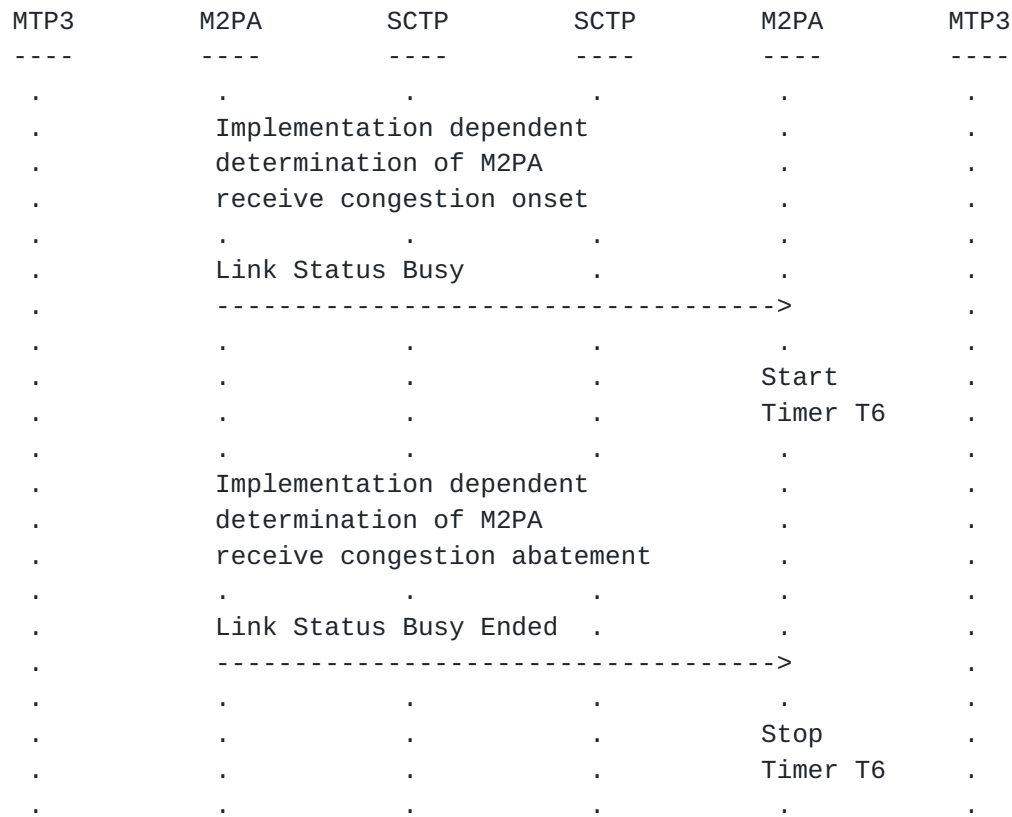 MTP3        M2PA        SCTP        SCTP        M2PA        MTP3
----        ----        ----        ----        ----        ----
 .           .           .           .           .           .
 .           Implementation dependent            .           .
 .           determination of M2PA               .           .
 .           receive congestion onset            .           .
 .           .           .           .           .           .
 .           Link Status Busy        .           .           .
 .           ------------------------------------>           .
 .           .           .           .           .           .
 .           .           .           .          Start        .
 .           .           .           .          Timer T6     .
 .           .           .           .           .           .
 .           Implementation dependent            .           .
 .           determination of M2PA               .           .
 .           receive congestion abatement        .           .
 .           .           .           .           .           .
 .           Link Status Busy Ended  .           .           .
 .           ------------------------------------>           .
 .           .           .           .           .           .
 .           .           .           .          Stop         .
 .           .           .           .          Timer T6     .
 .           .           .           .           .           .